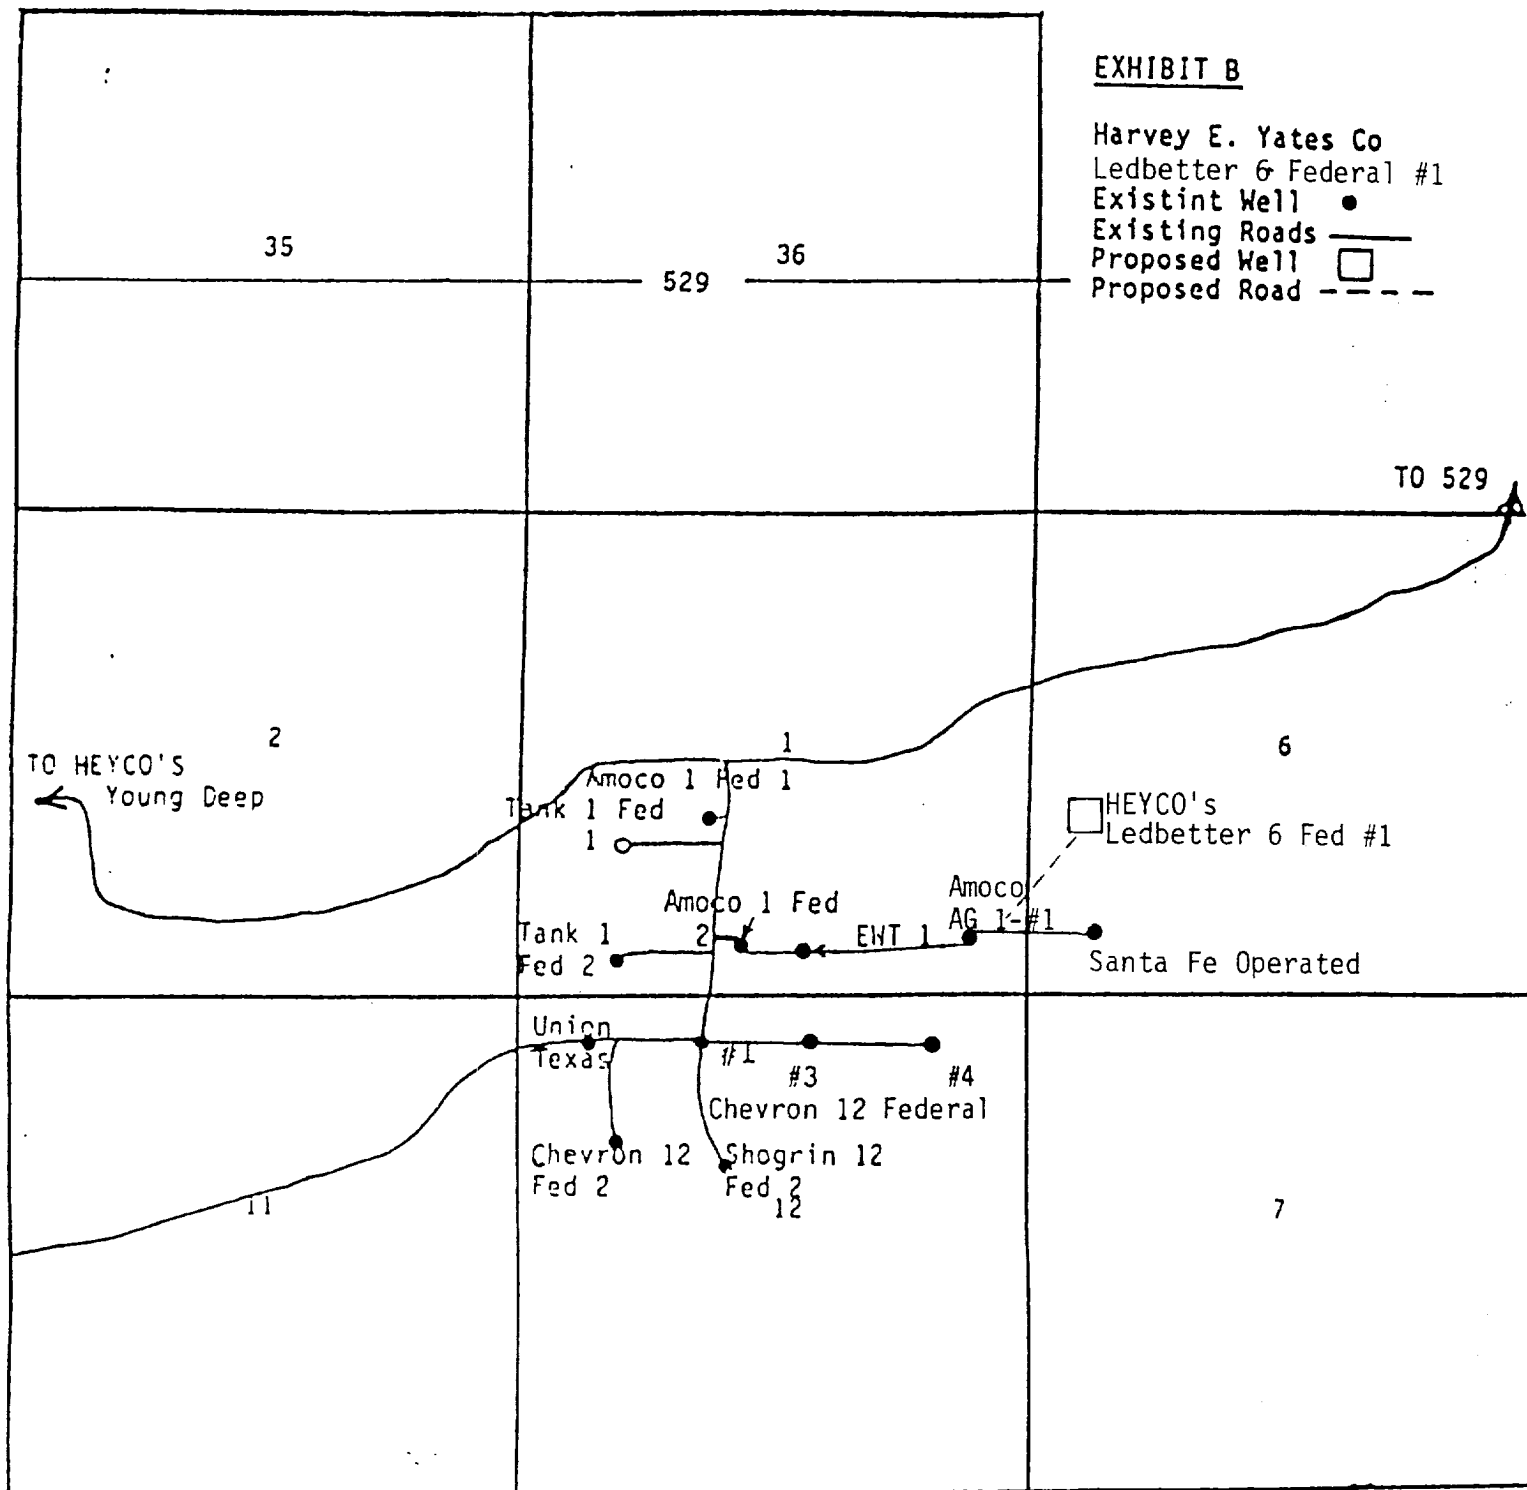 EXHIBIT B
Harvey E. Yates Co
Ledbetter & Federal #1
Existint Well
Existing Roads
Proposed Well
Proposed Road
35
36
529
TO 529
2
1
6
TO HEYCO'S
Young Deep
Amoco 1 Fed 1
Tank 1 Fed
1
HEYCO's
Ledbetter 6 Fed #1
Amoco
AG 1-#1
Amoco 1 Fed
2
EWT 1
Tank 1
Fed 2
Santa Fe Operated
Union
Texas
#1
#3
#4
Chevron 12 Federal
Chevron 12
Fed 2
Shogrin 12
Fed 2
11
12
7